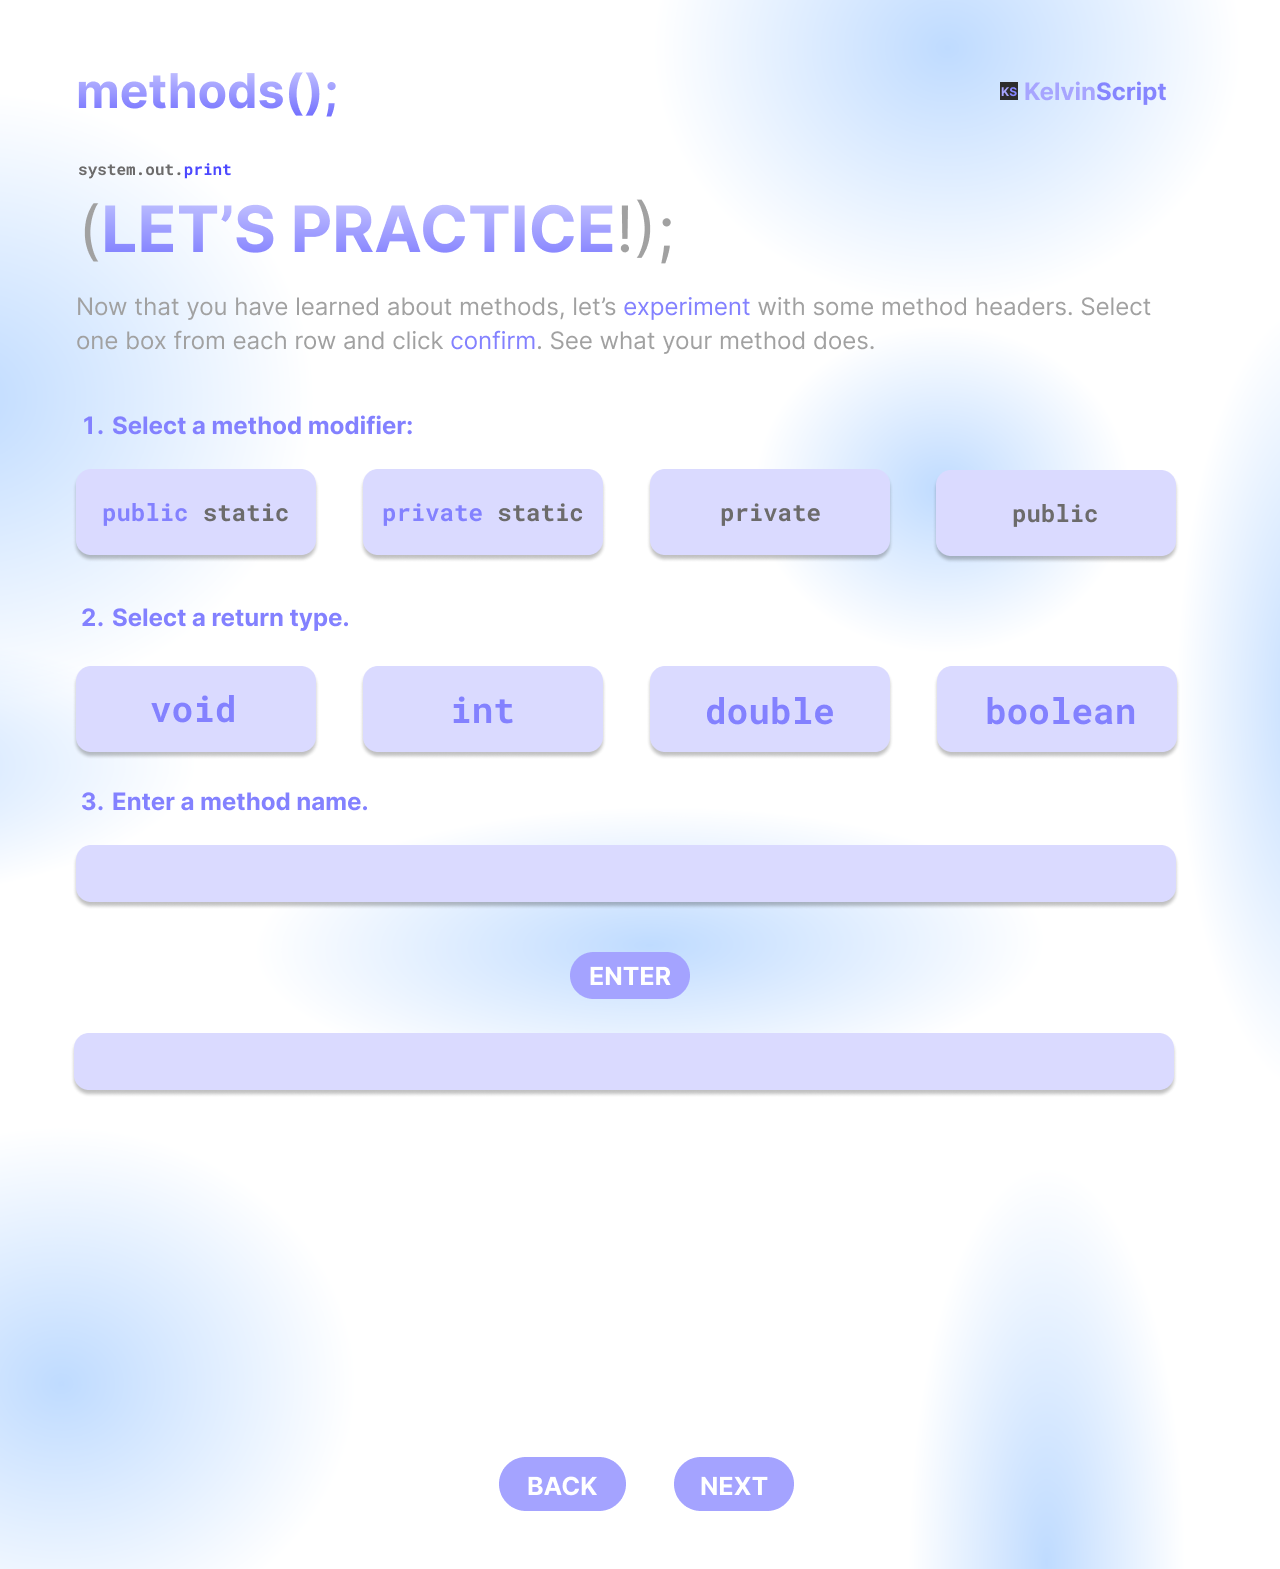 methods();
KS KelvinScript
system.out.print
(LET’S PRACTICE!);
Now that you have learned about methods, let’s experiment with some method headers. Select
one box from each row and click confirm. See what your method does.
1. Select a method modifier:
public static
private static
private
public
2. Select a return type.
void
int
double
boolean
3. Enter a method name.
ENTER
BACK
NEXT